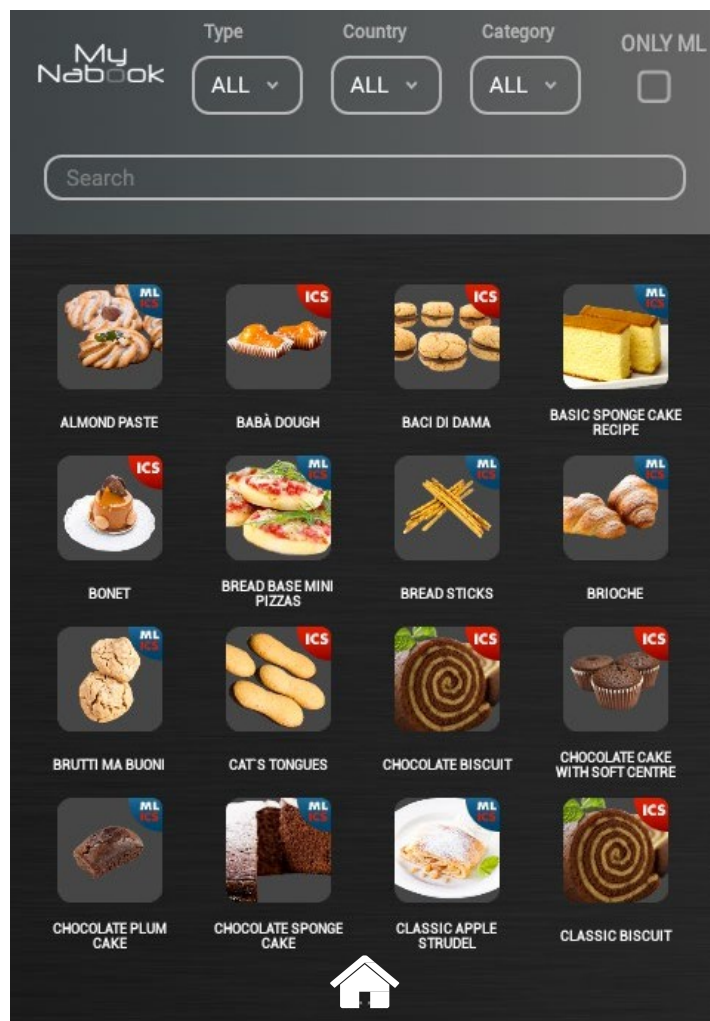 Type Country Category ONLY ML
My
Nabook
ALL ALL ALL
Search
ML ICS ICS ML
ICS ICS
ALMOND PASTE BABÀ DOUGH BACI DI DAMA BASIC SPONGE CAKE
RECIPE
ICS ML ML ML
ICS ICS ICS
BONET BREAD BASE MINI BREAD STICKS BRIOCHE
PIZZAS
ML ICS ICS ICS
ICS
BRUTTI MA BUONI CAT`S TONGUES CHOCOLATE BISCUIT CHOCOLATE CAKE
WITH SOFT CENTRE
ML ML ML ICS
ICS ICS ICS
CHOCOLATE PLUM CHOCOLATE SPONGE CLASSIC APPLE CLASSIC BISCUIT
CAKE CAKE STRUDEL